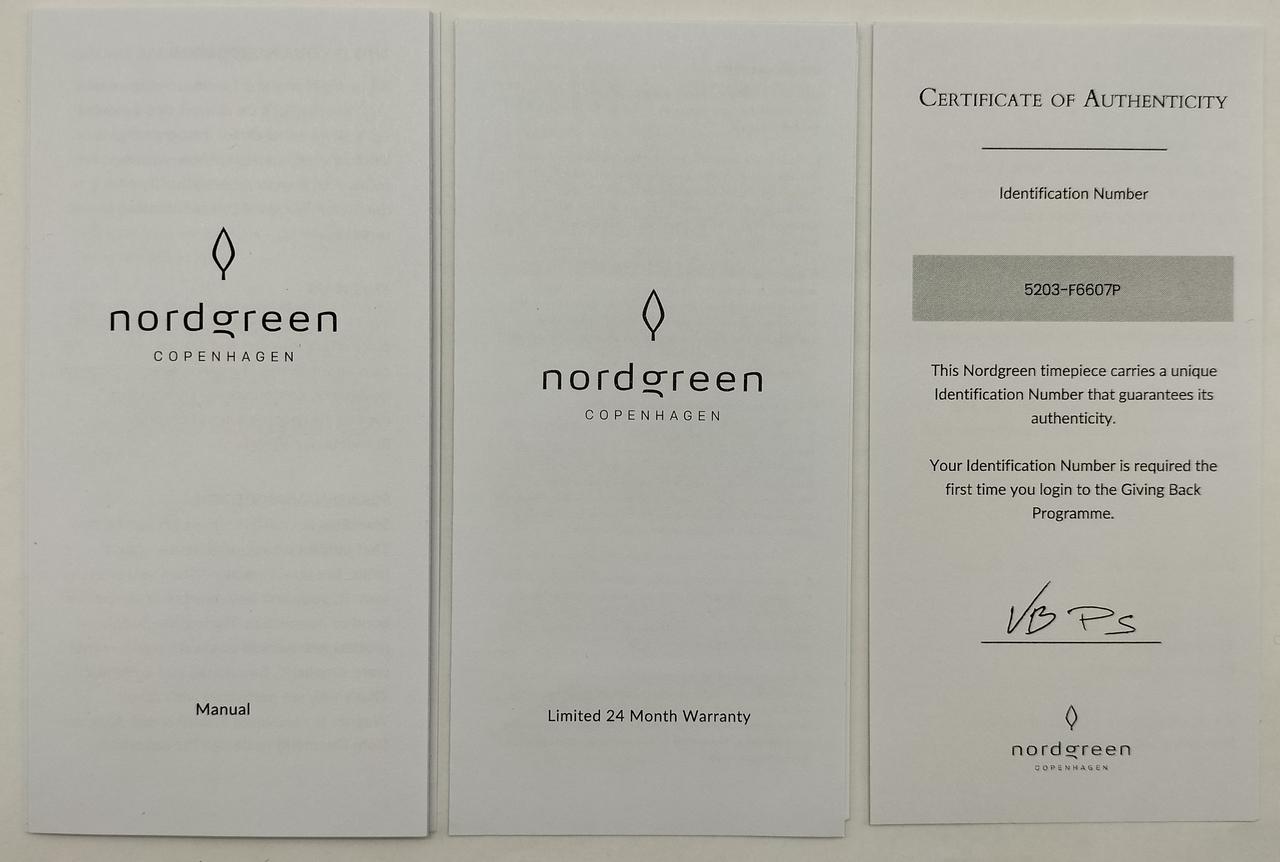 nordgreen
COPENHAGEN
Manual
nordgreen
COPENHAGEN
Limited 24 Month Warranty
CERTIFICATE OF AUTHENTICITY
Identification Number
5203-F6607P
This Nordgreen timepiece carries a unique
Identification Number that guarantees its
authenticity.
Your Identification Number is required the
first time you login to the Giving Back
Programme.
VB PS
nordgreen
COPENHAGEN